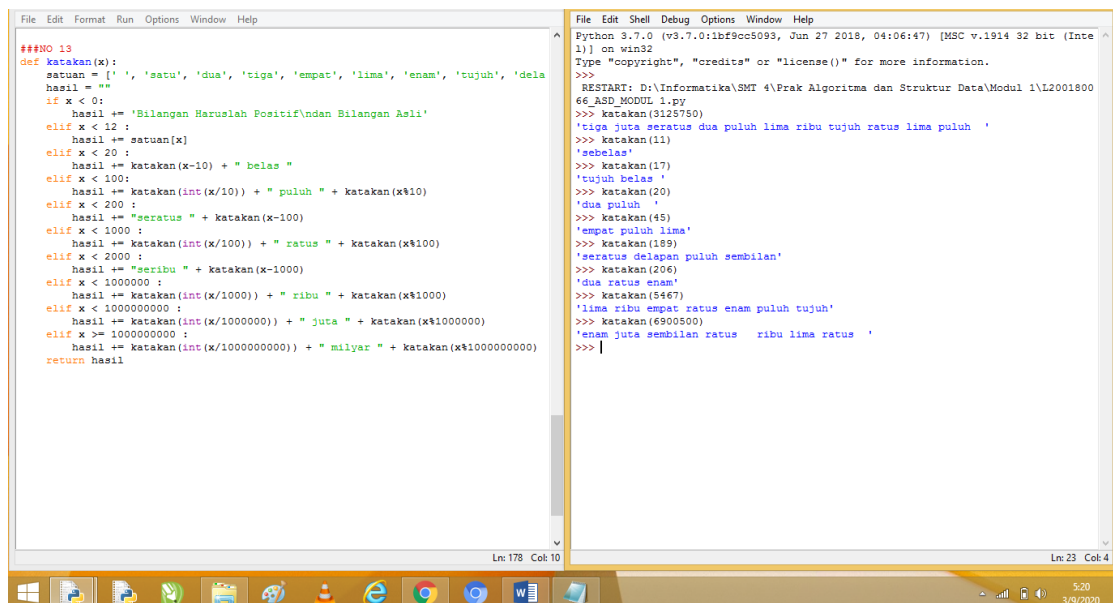 File Edit Format Run Options Window Help
###NO 13
def katakan(x):
    satuan = [' ', 'satu', 'dua', 'tiga', 'empat', 'lima', 'enam', 'tujuh', 'dela
    hasil = ""
    if x < 0:
        hasil += 'Bilangan Haruslah Positif\ndan Bilangan Asli'
    elif x < 12 :
        hasil += satuan[x]
    elif x < 20 :
        hasil += katakan(x-10) + " belas "
    elif x < 100:
        hasil += katakan(int(x/10)) + " puluh " + katakan(x%10)
    elif x < 200 :
        hasil += "seratus " + katakan(x-100)
    elif x < 1000 :
        hasil += katakan(int(x/100)) + " ratus " + katakan(x%100)
    elif x < 2000 :
        hasil += "seribu " + katakan(x-1000)
    elif x < 1000000 :
        hasil += katakan(int(x/1000)) + " ribu " + katakan(x%1000)
    elif x < 1000000000 :
        hasil += katakan(int(x/1000000)) + " juta " + katakan(x%1000000)
    elif x >= 1000000000 :
        hasil += katakan(int(x/1000000000)) + " milyar " + katakan(x%1000000000)
    return hasil
Ln: 178 Col: 10
File Edit Shell Debug Options Window Help
Python 3.7.0 (v3.7.0:1bf9cc5093, Jun 27 2018, 04:06:47) [MSC v.1914 32 bit (Inte
l)] on win32
Type "copyright", "credits" or "license()" for more information.
>>>
 RESTART: D:\Informatika\SMT 4\Prak Algoritma dan Struktur Data\Modul 1\L2001800
66_ASD_MODUL 1.py
>>> katakan(3125750)
'tiga juta seratus dua puluh lima ribu tujuh ratus lima puluh  '
>>> katakan(11)
'sebelas'
>>> katakan(17)
'tujuh belas '
>>> katakan(20)
'dua puluh  '
>>> katakan(45)
'empat puluh lima'
>>> katakan(189)
'seratus delapan puluh sembilan'
>>> katakan(206)
'dua ratus enam'
>>> katakan(5467)
'lima ribu empat ratus enam puluh tujuh'
>>> katakan(6900500)
'enam juta sembilan ratus   ribu lima ratus  '
>>>
Ln: 23 Col: 4
5:20
3/9/2020